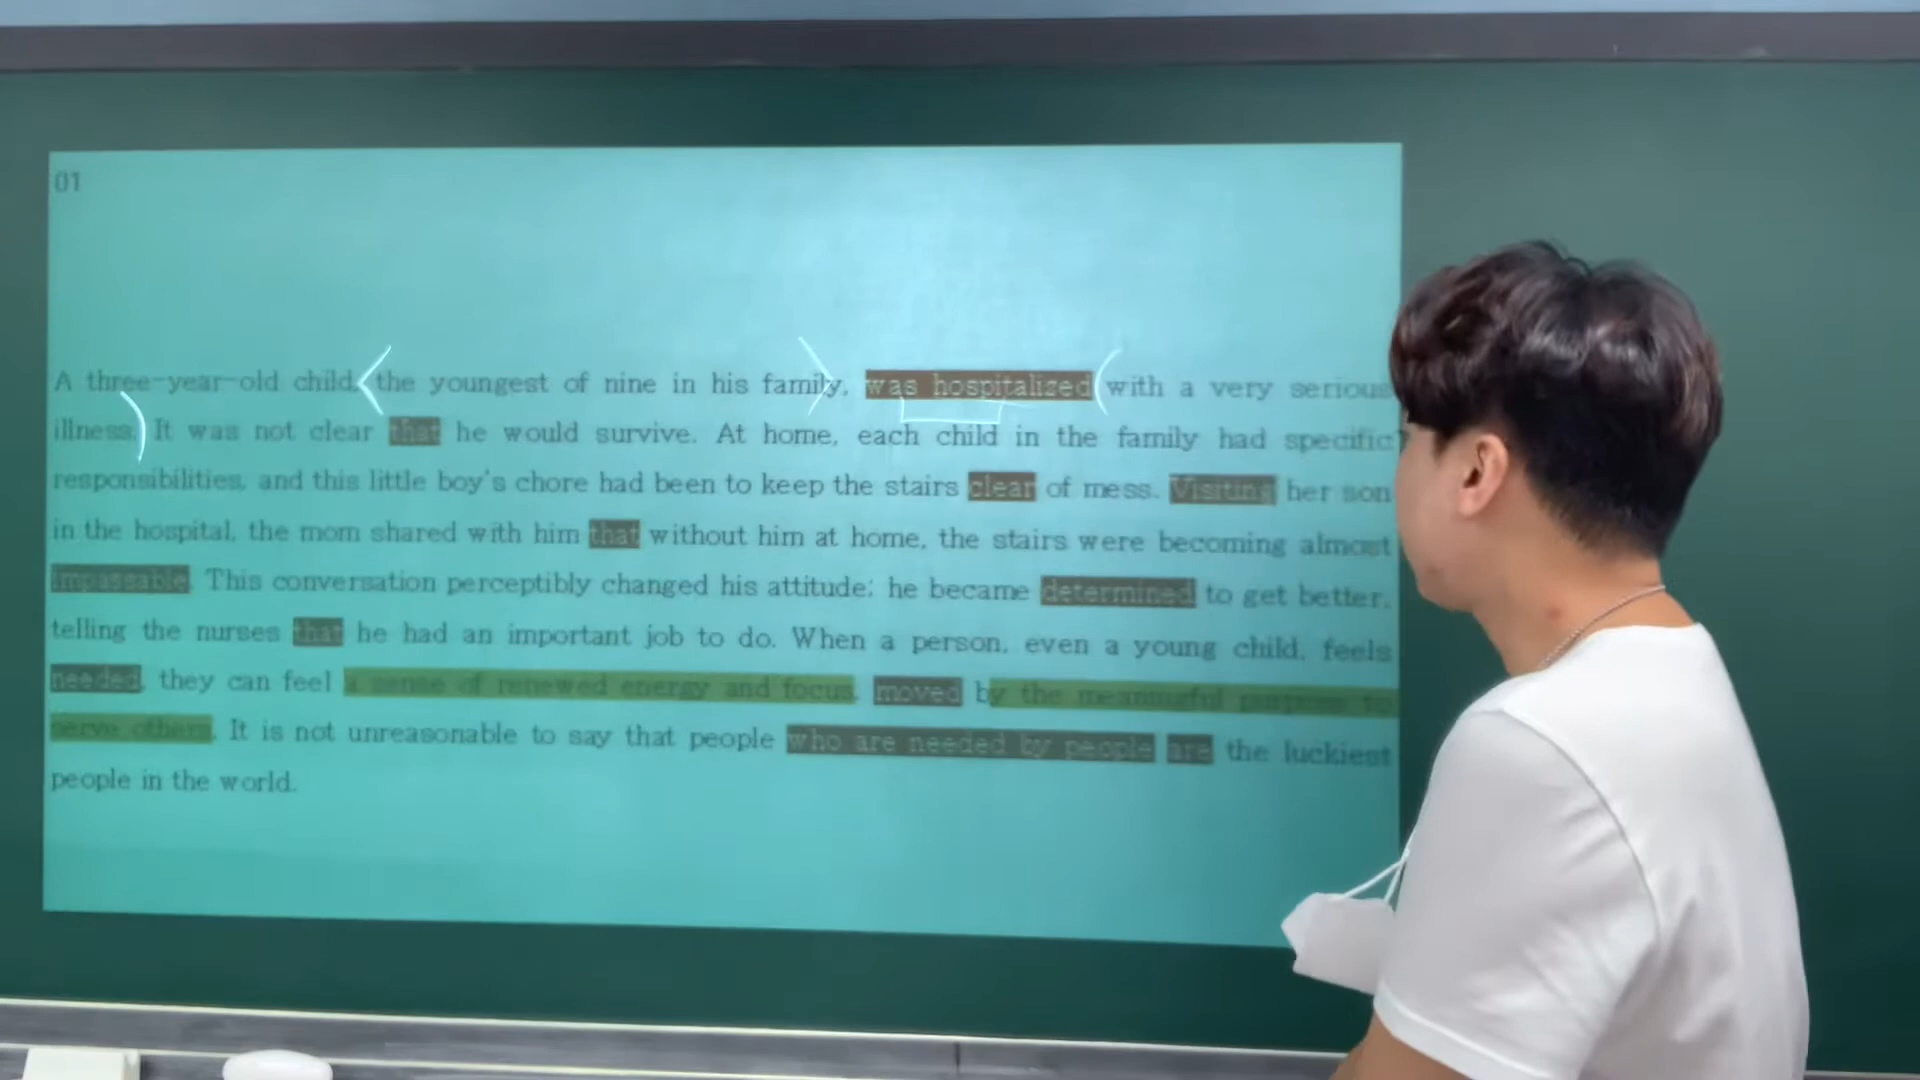 01
A three-year-old child, the youngest of nine in his family, was hospitalized with a very serious
illness. It was not clear that he would survive. At home, each child in the family had specific
responsibilities, and this little boy's chore had been to keep the stairs clear of mess. Visiting her son
in the hospital, the mom shared with him that without him at home, the stairs were becoming almost
impassable. This conversation perceptibly changed his attitude; he became determined to get better,
telling the nurses that he had an important job to do. When a person, even a young child, feels
needed, they can feel a sense of renewed energy and focus, moved by the meaningful purpose to
serve others. It is not unreasonable to say that people who are needed by people are the luckiest
people in the world.